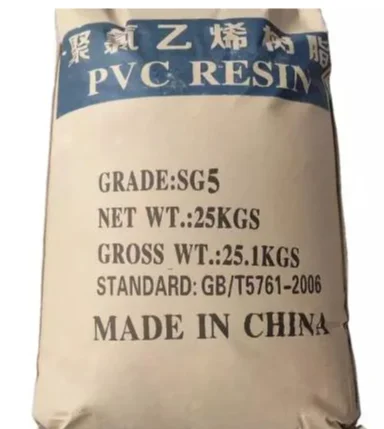 聚氯乙烯树脂
PVC RESIN
GRADE:SG5
NET WT.:25KGS
GROSS WT.:25.1KGS
STANDARD: GB/T5761-2006
MADE IN CHINA